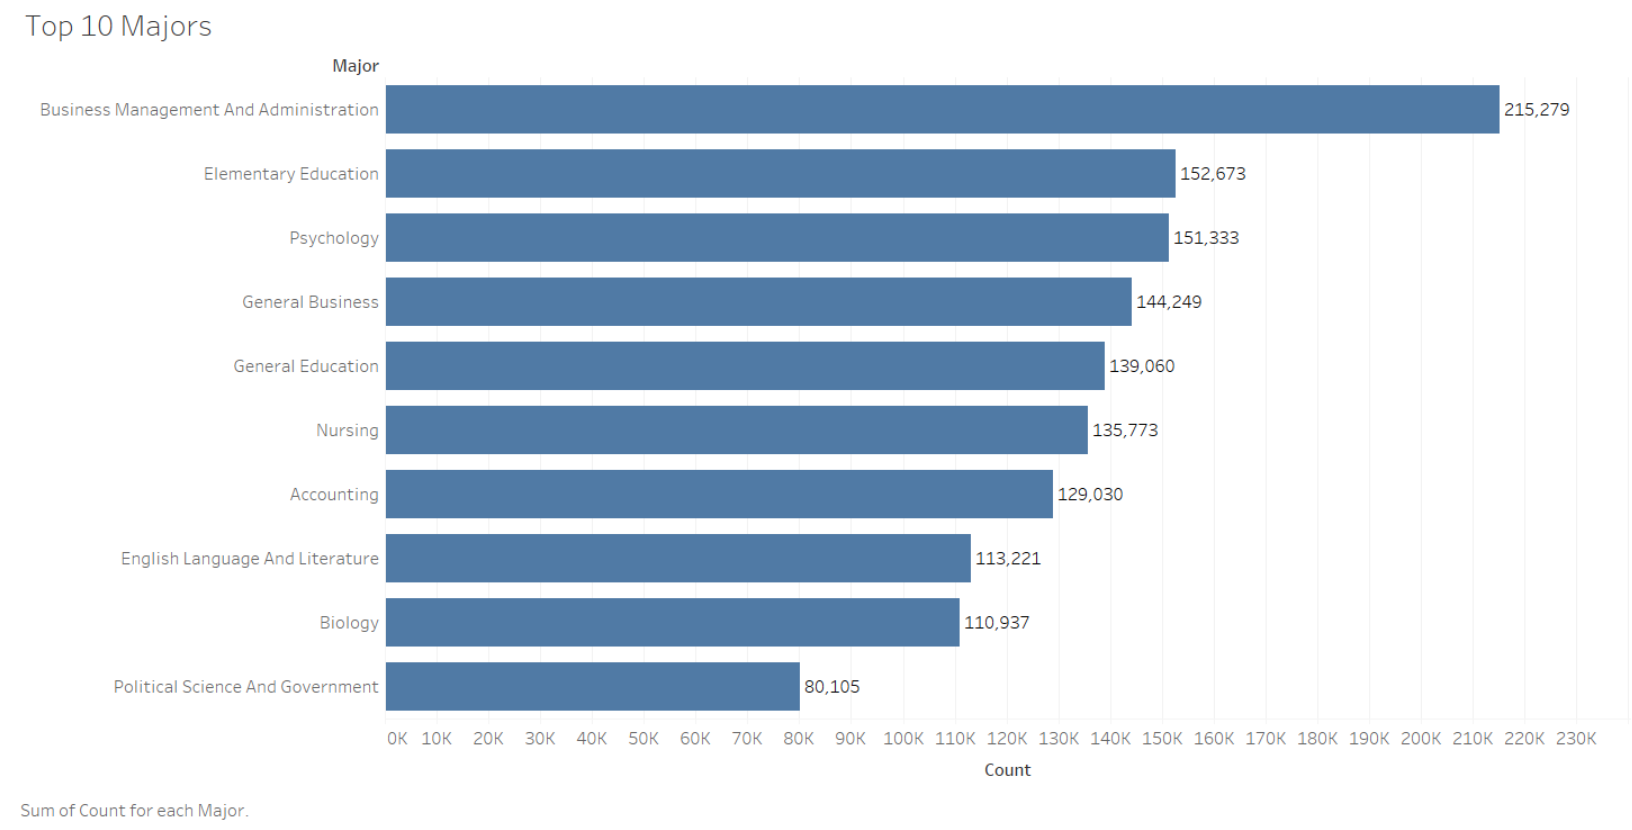 Top 10 Majors
Major
Business Management And Administration 215,279
Elementary Education 152,673
Psychology 151,333
General Business 144,249
General Education 139,060
Nursing 135,773
Accounting 129,030
English Language And Literature 113,221
Biology 110,937
Political Science And Government 80,105
0K 10K 20K 30K 40K 50K 60K 70K 80K 90K 100K 110K 120K 130K 140K 150K 160K 170K 180K 190K 200K 210K 220K 230K
Count
Sum of Count for each Major.